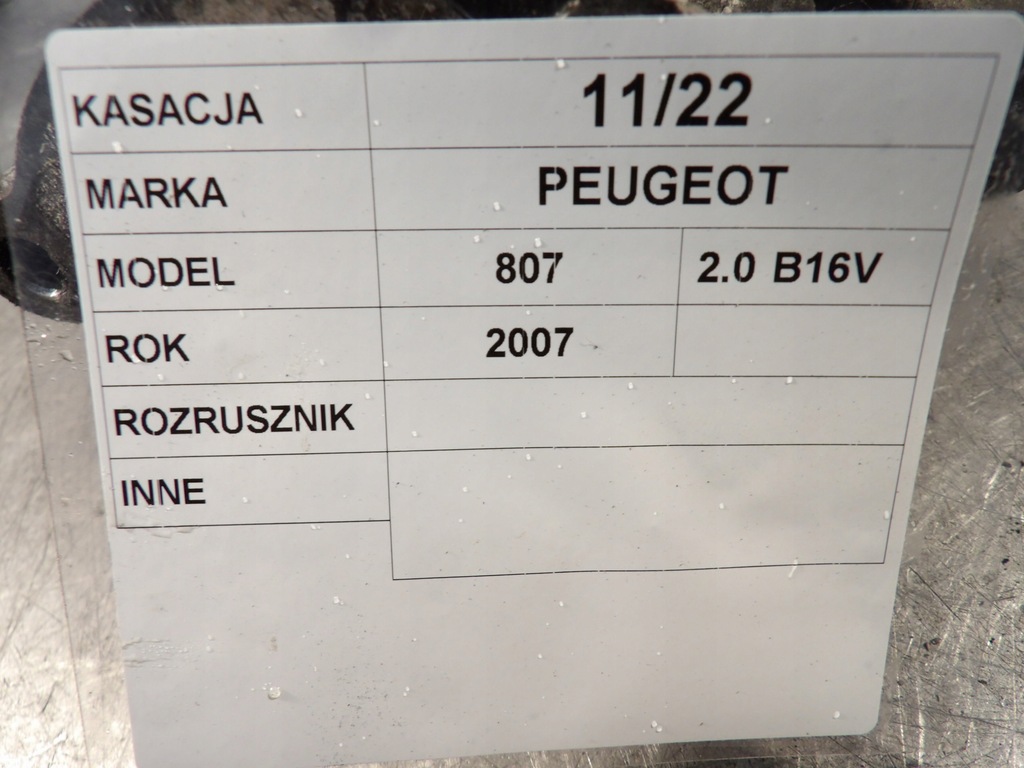 KASACJA 11/22
MARKA PEUGEOT
MODEL 807 2.0 B16V
ROK 2007
ROZRUSZNIK
INNE